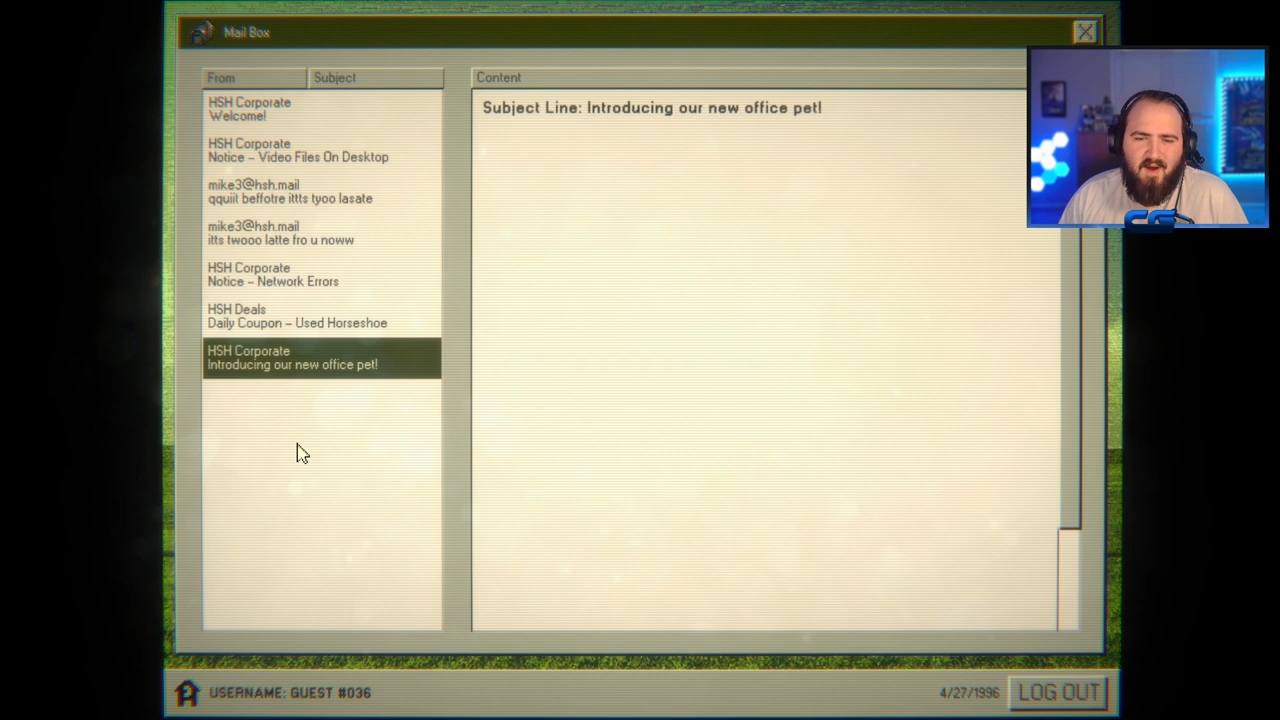 Mail Box
From
Subject
Content
HSH Corporate
Welcome!
HSH Corporate
Notice - Video Files On Desktop
mike3@hsh.mail
qquiit beffotre ittts tyoo lasate
mike3@hsh.mail
itts twooo latte fro u noww
HSH Corporate
Notice - Network Errors
HSH Deals
Daily Coupon - Used Horseshoe
HSH Corporate
Introducing our new office pet!
Subject Line: Introducing our new office pet!
CG
USERNAME: GUEST #036
4/27/1996
LOG OUT